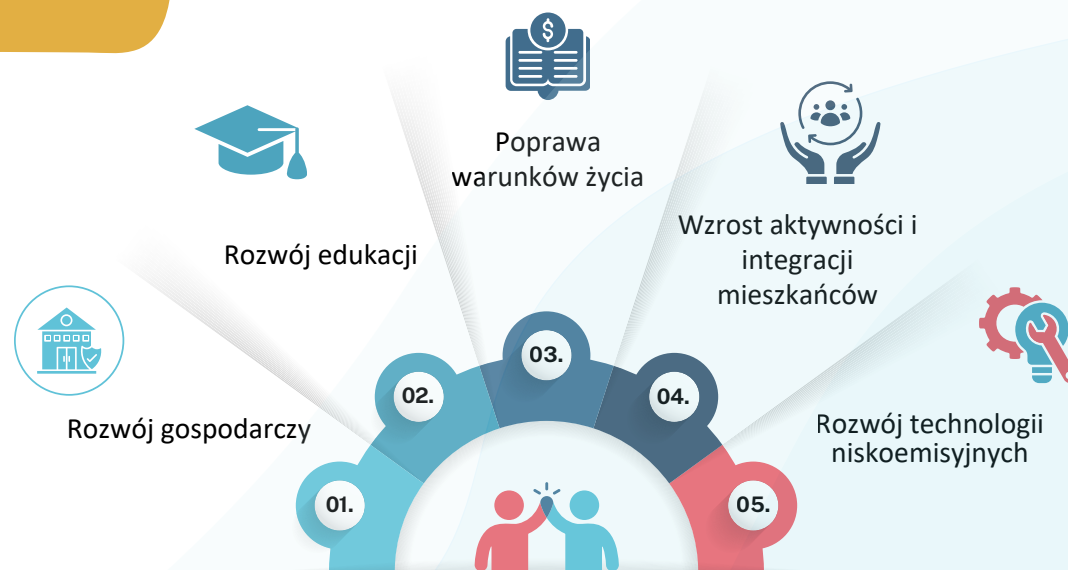 $
Poprawa
warunków życia
Rozwój edukacji
Wzrost aktywności i
integracji
mieszkańców
Rozwój gospodarczy
Rozwój technologii
niskoemisyjnych
01.
02.
03.
04.
05.